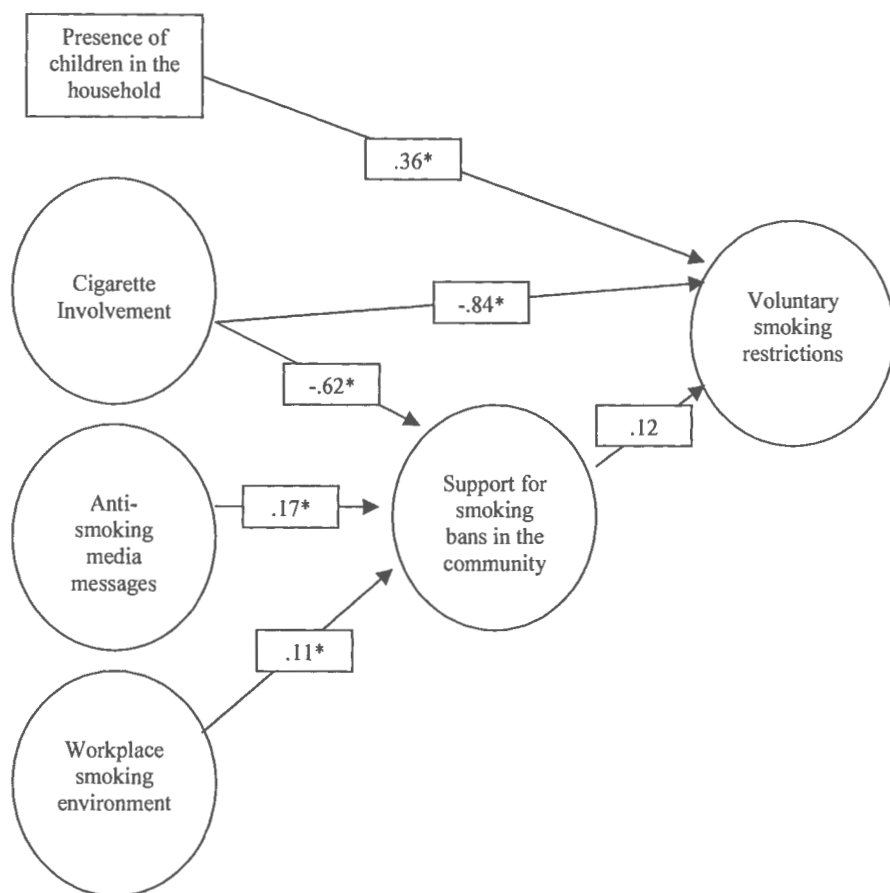 Presence of
children in the
household
.36*
Cigarette
Involvement
-.84*
Voluntary
smoking
restrictions
-.62*
.12
Anti-
smoking
media
messages
.17*
Support for
smoking
bans in the
community
.11*
Workplace
smoking
environment